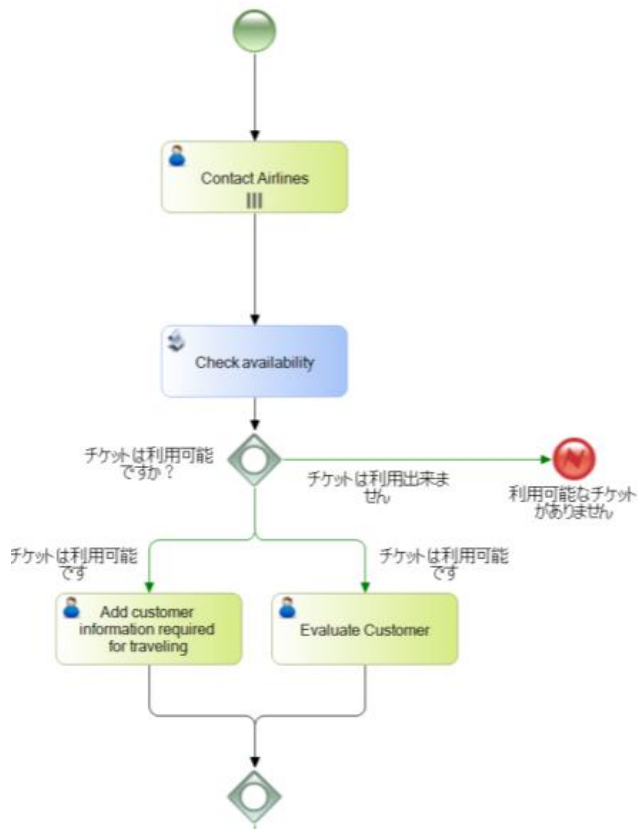 Contact Airlines
Check availability
チケットは利用可能
ですか？
チケットは利用出来ま
せん
利用可能なチケット
がありません
チケットは利用可能
です
チケットは利用可能
です
Add customer
information required
for traveling
Evaluate Customer